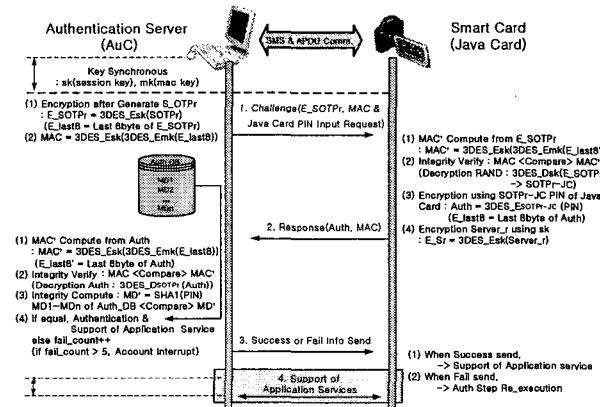 Authentication Server
(AuC)
SMS & APDU Comm.
Smart Card
(Java Card)
Key Synchronous
: sk(session key), mk(mac key)
(1) Encryption after Generate S_OTPr
: E_SOTPr = 3DES_Esk(SOTPr)
(E_last8 = Last 8byte of E_SOTPr)
(2) MAC = 3DES_Esk(3DES_Emk(E_last8))
1. Challenge(E_SOTPr, MAC &
Java Card PIN Input Request)
(1) MAC' Compute from E_SOTPr
: MAC' = 3DES_Esk(3DES_Emk(E_last8'
(2) Integrity Verify : MAC <Compare> MAC'
(Decryption RAND : 3DES_Dsk(E_SOTP
-> SOTPr-JC)
(3) Encryption using SOTPr-JC PIN of Java
Card : Auth = 3DES_ESOTPr-JC (PIN)
(E_last8 = Last 8byte of Auth)
(4) Encryption Server_r using sk
: E_Sr = 3DES_Esk(Server_r)
Auth_DB
MD1
MD2
...
MDn
2. Response(Auth, MAC)
(1) MAC' Compute from Auth
: MAC' = 3DES_Esk(3DES_Emk(E_last8))
(E_last8' = Last 8byte of Auth)
(2) Integrity Verify : MAC <Compare> MAC'
(Decryption Auth : 3DES_DSOTPr(Auth))
(3) Integrity Compute : MD' = SHA1(PIN)
MD1~MDn of Auth_DB <Compare> MD'
(4) If equal, Authentication &
Support of Application Service
else fail_count++
(if fail_count > 5, Account Interrupt)
3. Success or Fail Info Send
(1) When Success send,
-> Support of Application service
(2) When Fail send,
-> Auth Step Re_execution
4. Support of
Application Services